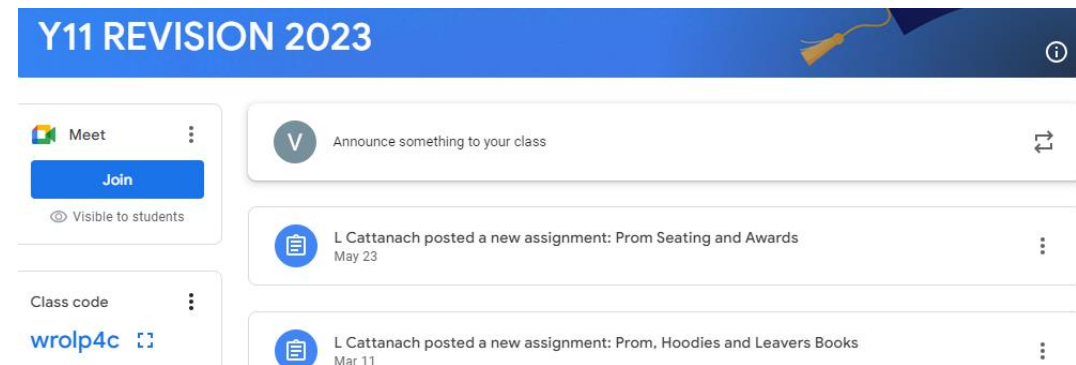 Y11 REVISION 2023
Meet
Join
Visible to students
Class code
wrolp4c
V
Announce something to your class
L Cattanach posted a new assignment: Prom Seating and Awards
May 23
L Cattanach posted a new assignment: Prom, Hoodies and Leavers Books
Mar 11